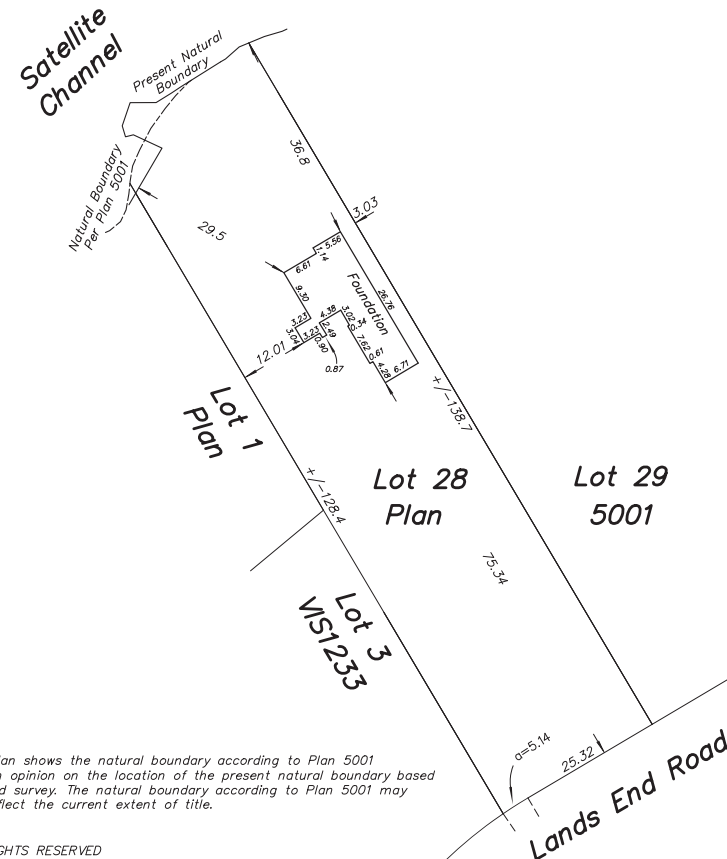 Satellite
Channel
Present Natural
Boundary
Natural Boundary
Per Plan 5001
36.8
3.03
29.5
5.56
1.14
6.61
Foundation
26.76
9.30
3.23
3.04
3.23
0.90
2.49
4.38
3.02
0.34
7.62
0.61
4.28
6.71
0.87
12.01
+/-138.7
Lot 1
Plan
+/-128.4
Lot 28
Plan
Lot 29
5001
75.34
Lot 3
VIS1233
a=5.14
25.32
Lands End Road
an shows the natural boundary according to Plan 5001
opinion on the location of the present natural boundary based
d survey. The natural boundary according to Plan 5001 may
flect the current extent of title.
GHTS RESERVED